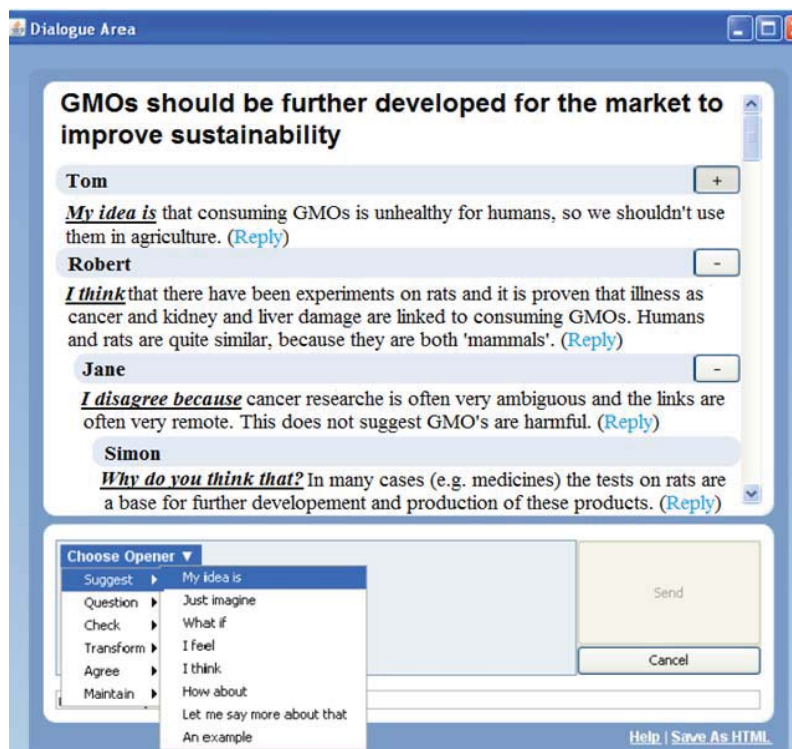 Dialogue Area
GMOs should be further developed for the market to
improve sustainability
Tom
+
My idea is that consuming GMOs is unhealthy for humans, so we shouldn't use
them in agriculture. (Reply)
Robert
-
I think that there have been experiments on rats and it is proven that illness as
cancer and kidney and liver damage are linked to consuming GMOs. Humans
and rats are quite similar, because they are both 'mammals'. (Reply)
Jane
-
I disagree because cancer researche is often very ambiguous and the links are
often very remote. This does not suggest GMO's are harmful. (Reply)
Simon
Why do you think that? In many cases (e.g. medicines) the tests on rats are
a base for further developement and production of these products. (Reply)
Choose Opener ▼
Suggest
Question
Check
Transform
Agree
Maintain
My idea is
Just imagine
What if
I feel
I think
How about
Let me say more about that
An example
Send
Cancel
Help | Save As HTML